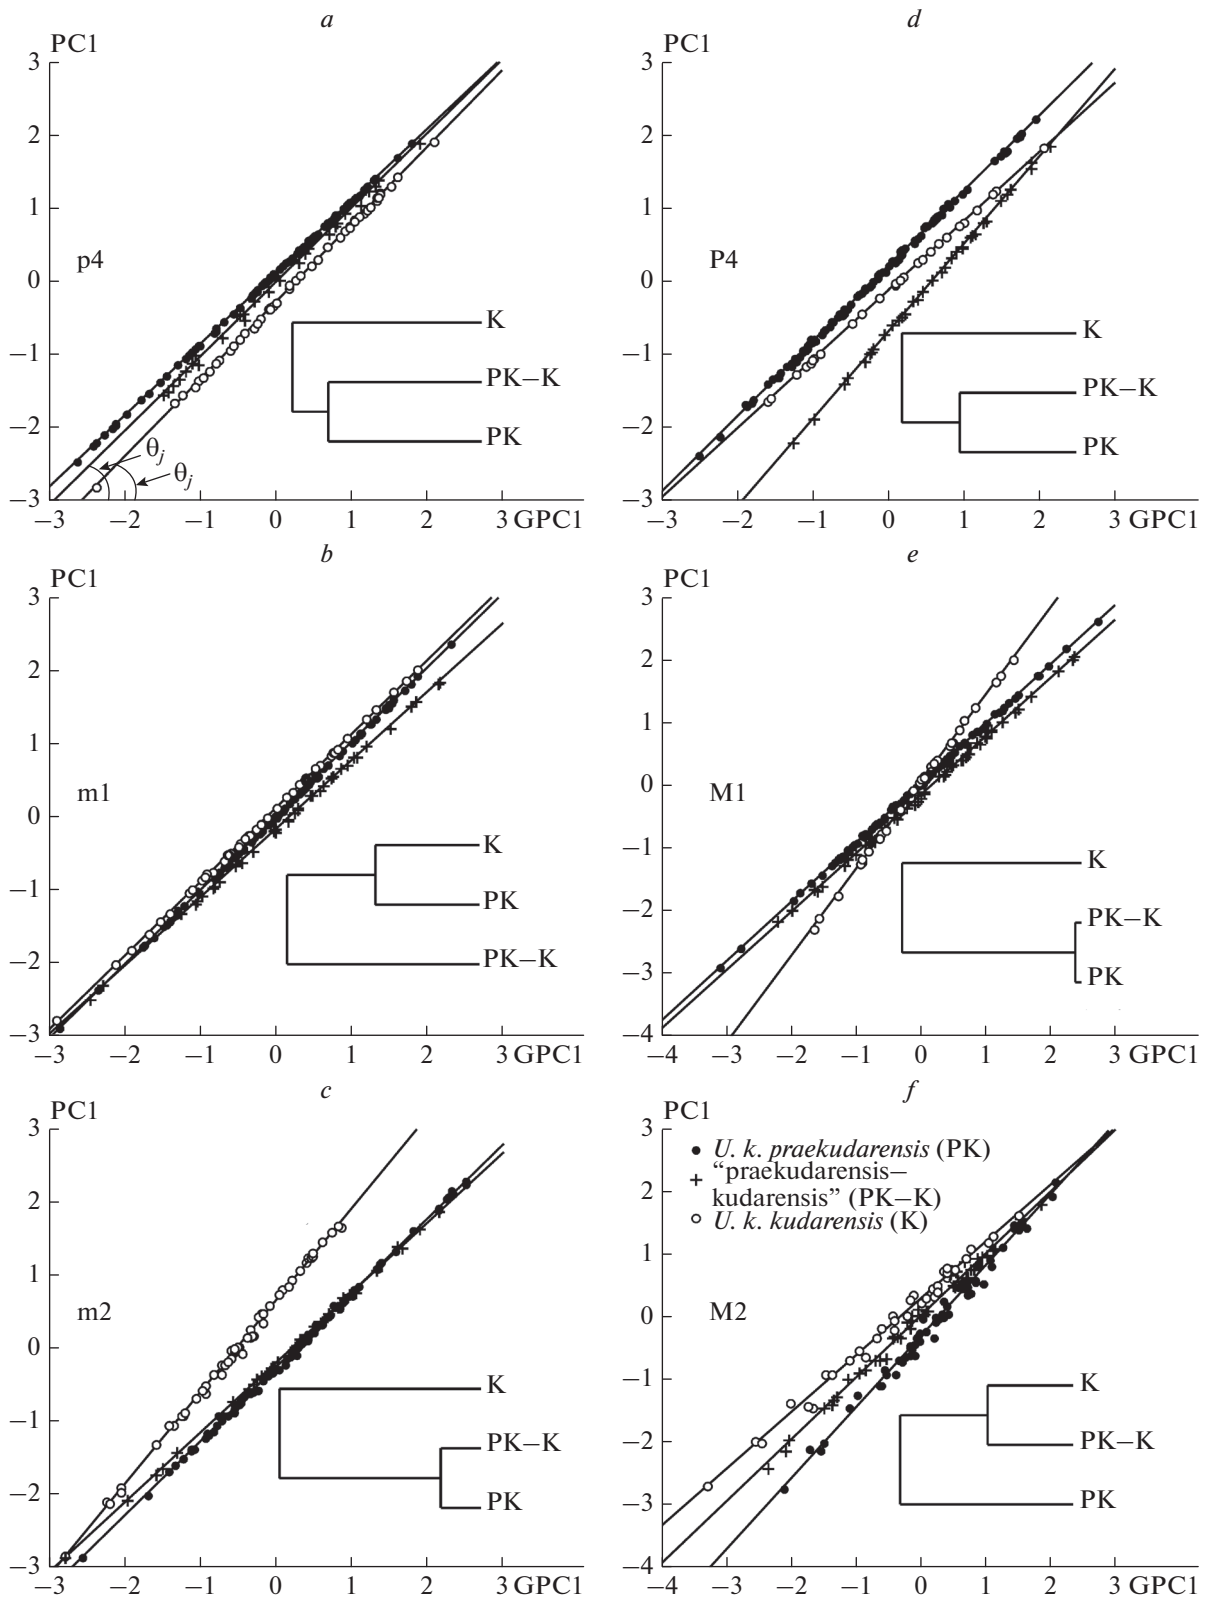 a
PC1
3
2
1
0
−1
−2
−3
p4
θj
θj
K
PK−K
PK
−3 −2 −1 0 1 2 3 GPC1
d
PC1
3
2
1
0
−1
−2
−3
P4
K
PK−K
PK
−3 −2 −1 0 1 2 3 GPC1
b
PC1
3
2
1
0
−1
−2
−3
m1
K
PK
PK−K
−3 −2 −1 0 1 2 3 GPC1
e
PC1
3
2
1
0
−1
−2
−3
−4
M1
K
PK−K
PK
−4 −3 −2 −1 0 1 2 3 GPC1
c
PC1
3
2
1
0
−1
−2
−3
m2
K
PK−K
PK
−3 −2 −1 0 1 2 3 GPC1
f
PC1
3
2
1
0
−1
−2
−3
−4
U. k. praekudarensis (PK)
“praekudarensis−
kudarensis” (PK−K)
U. k. kudarensis (K)
M2
K
PK−K
PK
−4 −3 −2 −1 0 1 2 3 GPC1